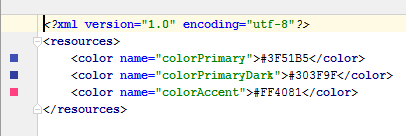 <?xml version="1.0" encoding="utf-8"?>
<resources>
    <color name="colorPrimary">#3F51B5</color>
    <color name="colorPrimaryDark">#303F9F</color>
    <color name="colorAccent">#FF4081</color>
</resources>